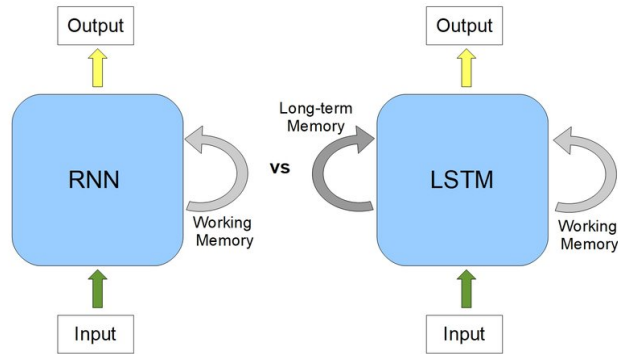 Output
RNN
Working
Memory
Input
vs
Output
Long-term
Memory
LSTM
Working
Memory
Input